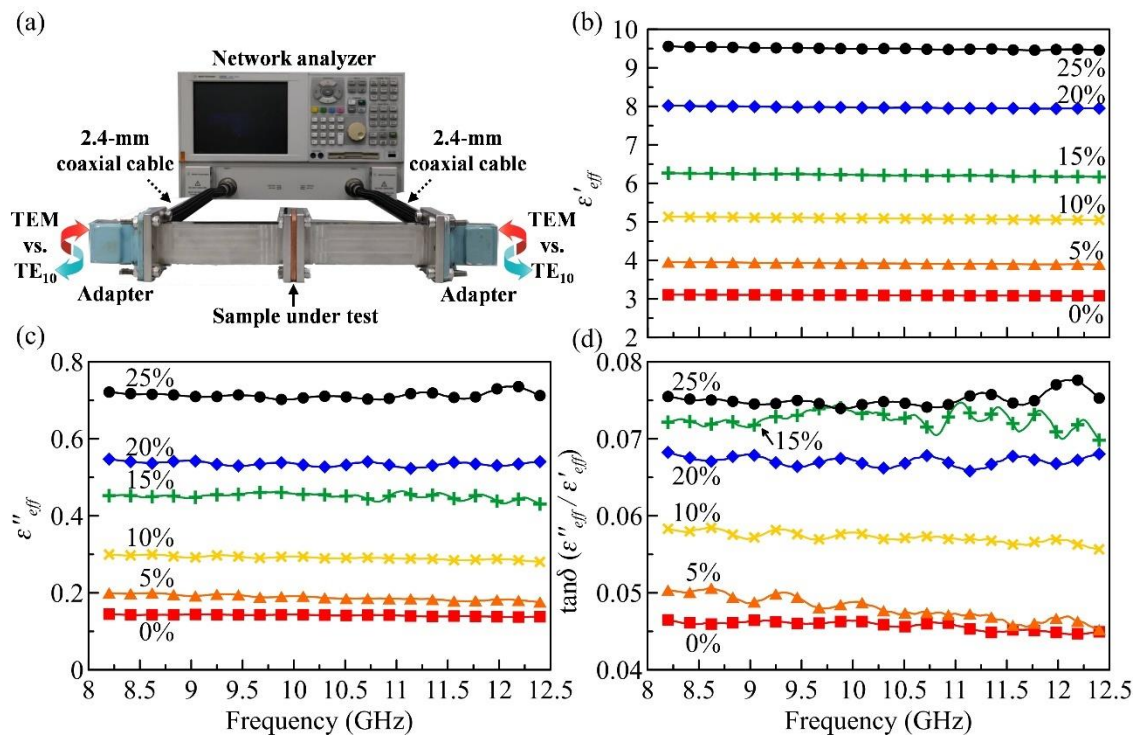 (a)
Network analyzer
2.4-mm
coaxial cable
2.4-mm
coaxial cable
TEM
vs.
TE10
Adapter
TEM
vs.
TE10
Adapter
Sample under test
(b)
10
9
8
7
6
5
4
3
2
ε'eff
25%
20%
15%
10%
5%
0%
(c)
0.8
0.6
0.4
0.2
0
ε''eff
25%
20%
15%
10%
5%
0%
8 8.5 9 9.5 10 10.5 11 11.5 12 12.5
Frequency (GHz)
(d)
0.08
0.07
0.06
0.05
0.04
tanδ (ε''eff / ε'eff)
25%
15%
20%
10%
5%
0%
8 8.5 9 9.5 10 10.5 11 11.5 12 12.5
Frequency (GHz)